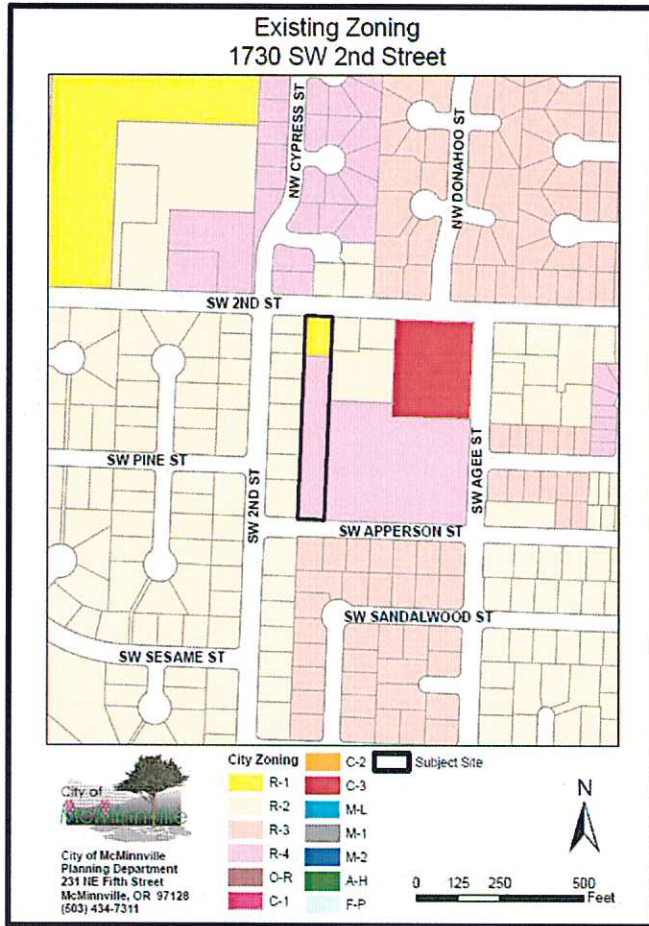 Existing Zoning
1730 SW 2nd Street
NW CYPRESS ST
NW DONAHOO ST
SW 2ND ST
SW PINE ST
SW 2ND ST
SW AGEE ST
SW APPERSON ST
SW SANDALWOOD ST
SW SESAME ST
City of
McMinnville
City of McMinnville
Planning Department
231 NE Fifth Street
McMinnville, OR 97128
(503) 434-7311
City Zoning
R-1
R-2
R-3
R-4
O-R
C-1
C-2
C-3
M-L
M-1
M-2
A-H
F-P
Subject Site
N
0 125 250 500
Feet